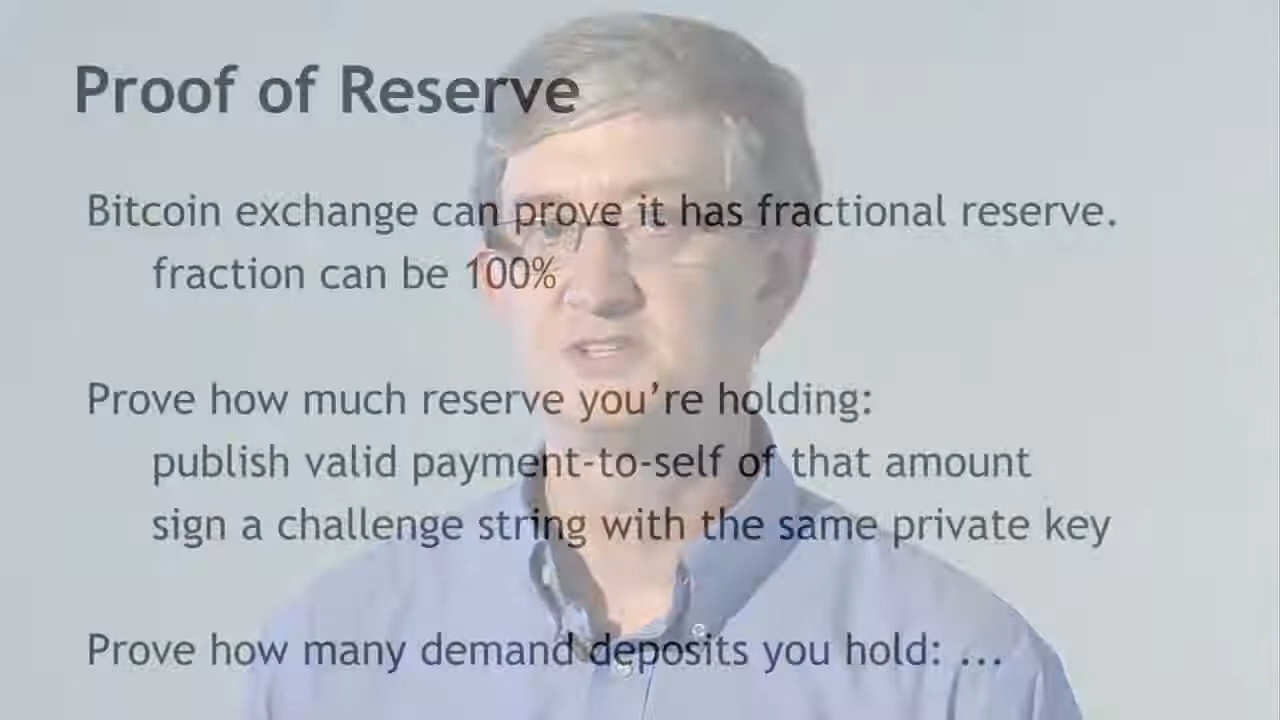 Proof of Reserve
Bitcoin exchange can prove it has fractional reserve.
fraction can be 100%
Prove how much reserve you’re holding:
publish valid payment-to-self of that amount
sign a challenge string with the same private key
Prove how many demand deposits you hold: ...